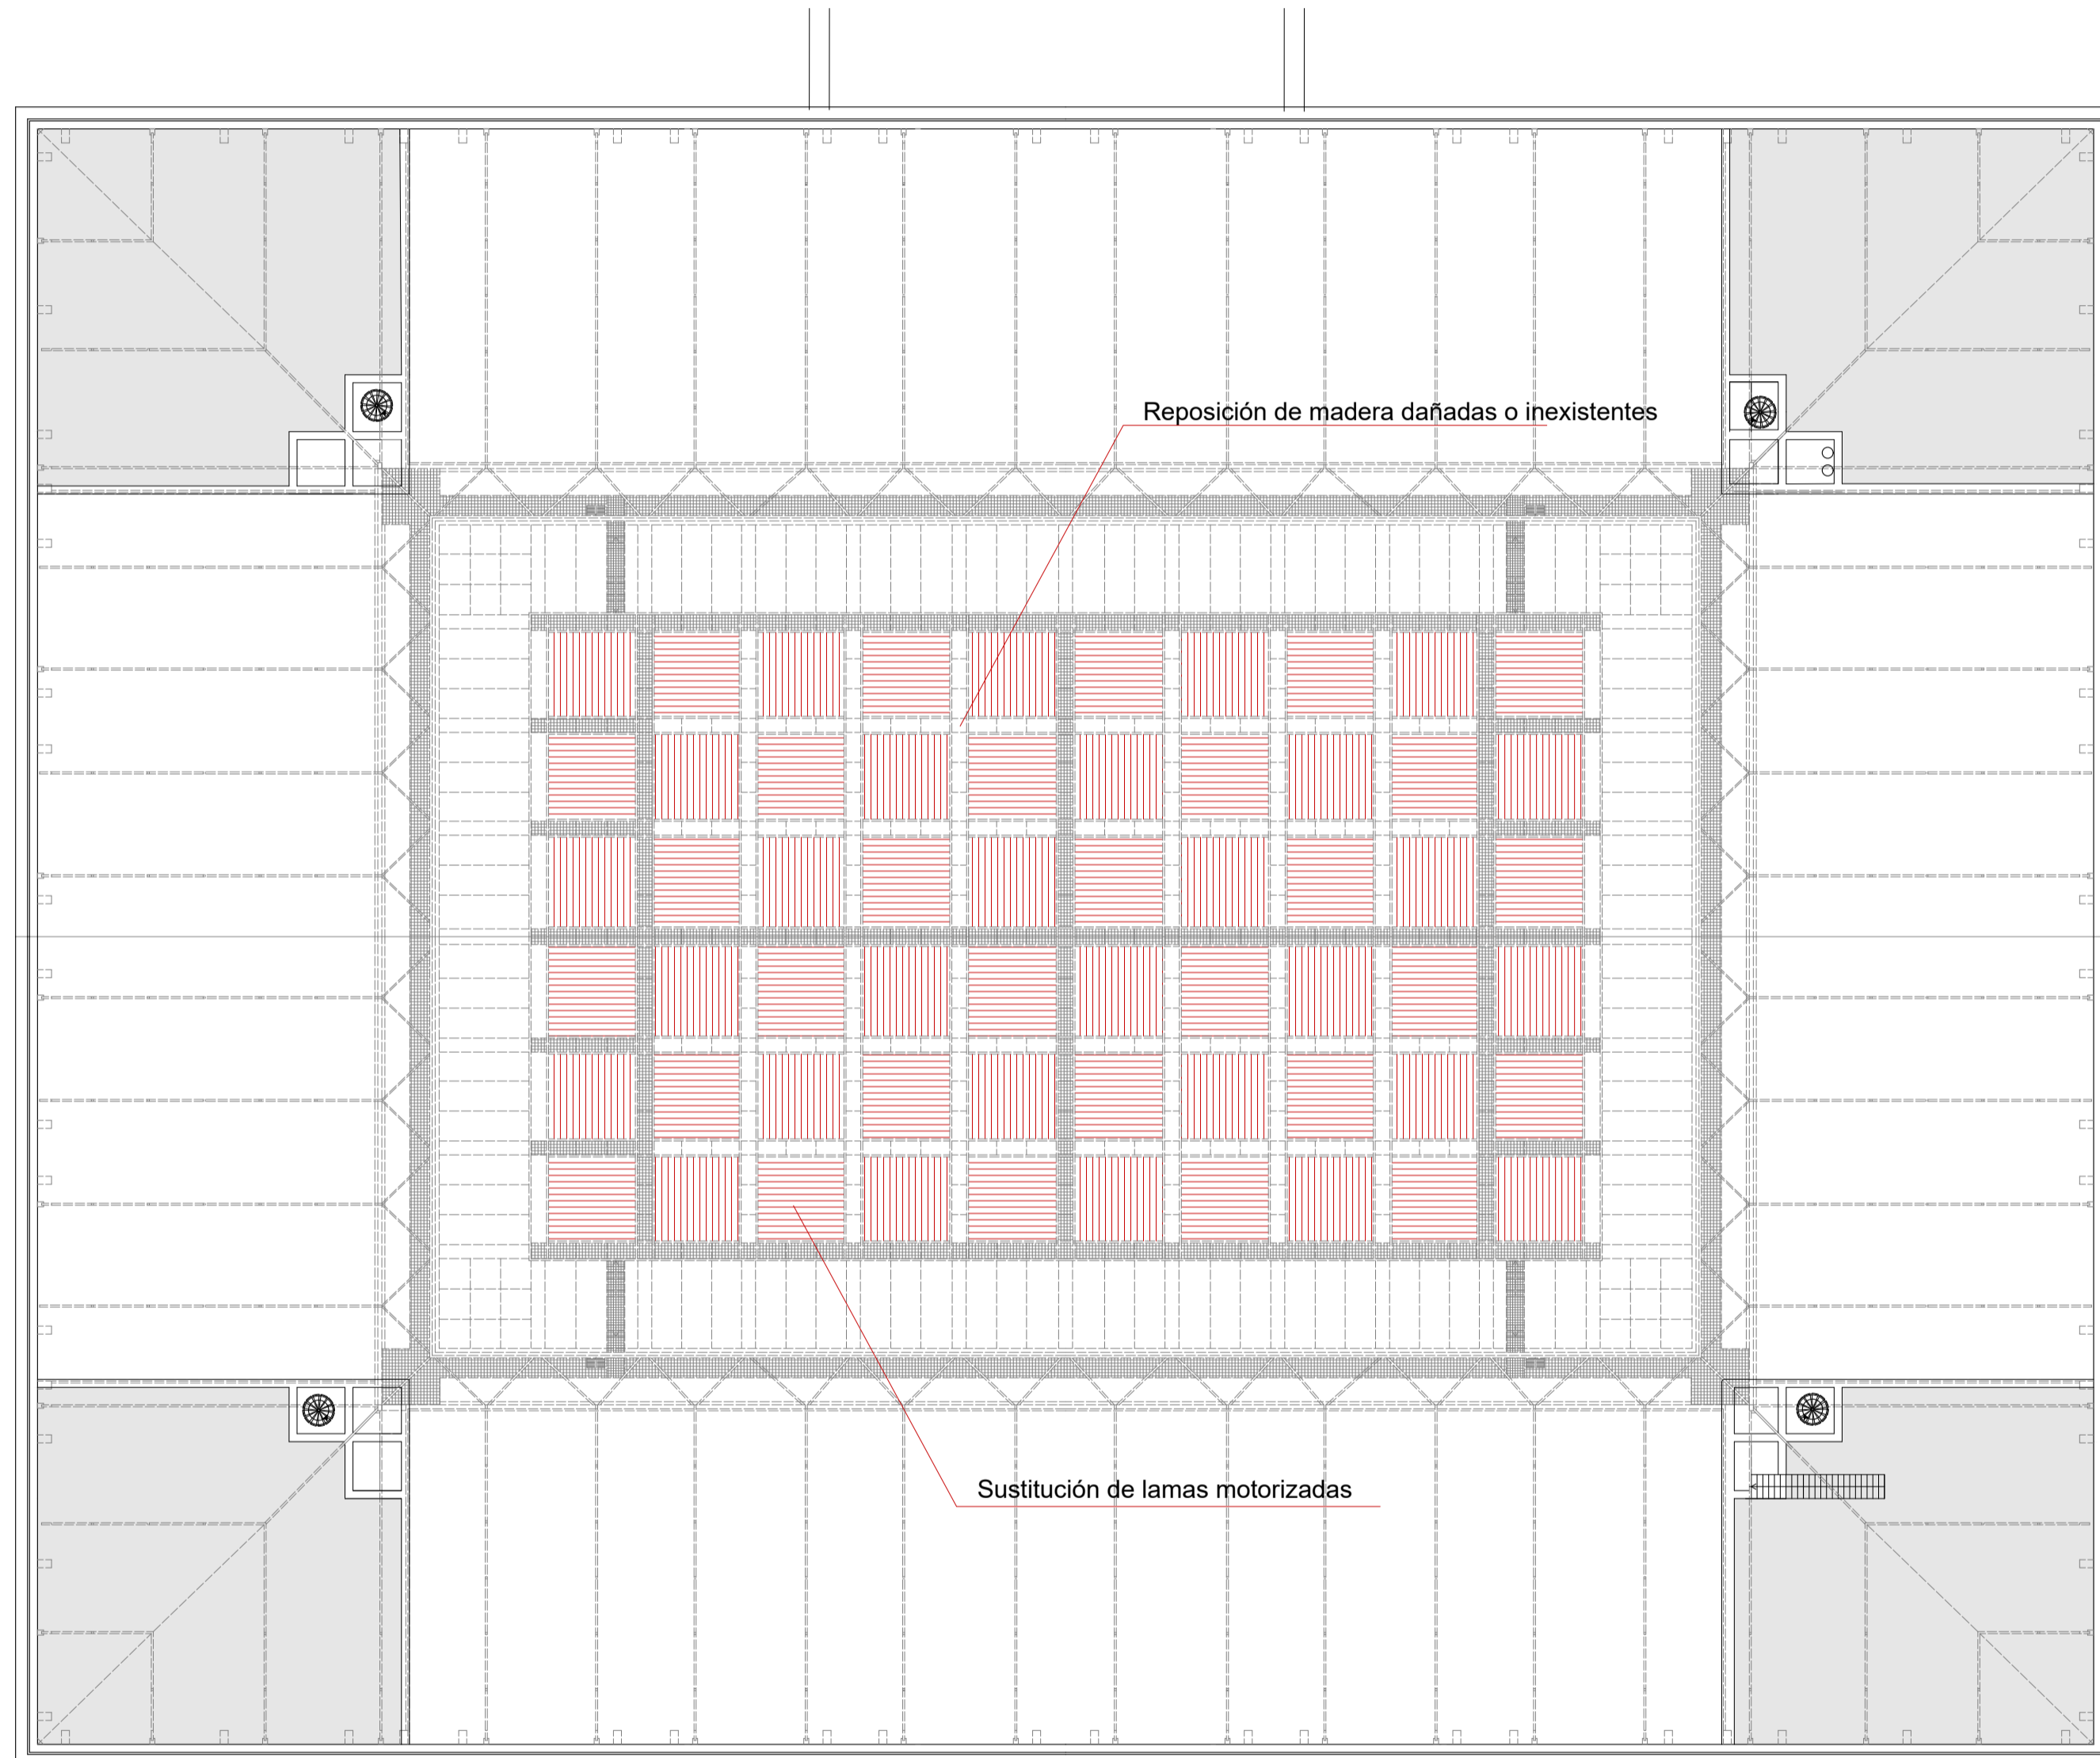 Reposición de madera dañadas o inexistentes
Sustitución de lamas motorizadas